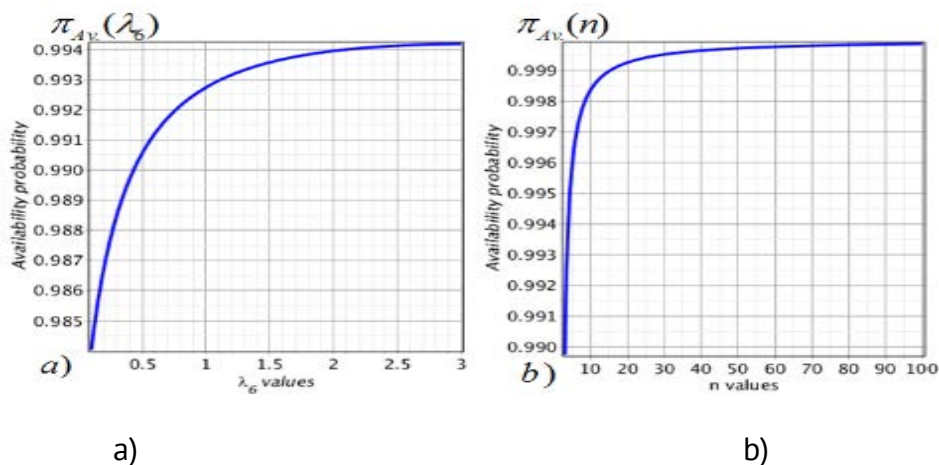 π_Av.(λ_6)
0.994
0.993
0.992
0.991
0.990
0.989
0.988
0.987
0.986
0.985
Availability probability
0.5 1 1.5 2 2.5 3
λ_6 values
a)
π_Av.(n)
0.999
0.998
0.997
0.996
0.995
0.994
0.993
0.992
0.991
0.990
Availability probability
10 20 30 40 50 60 70 80 90 100
n values
b)
a) b)